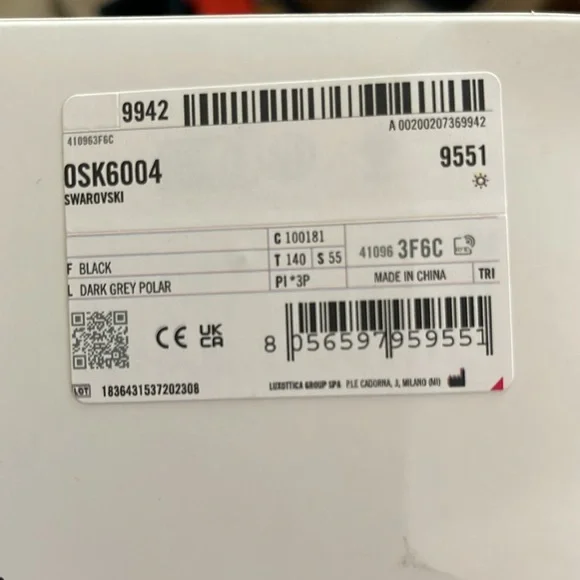 9942
A 00200207369942
410963F6C
0SK6004
9551
SWAROVSKI
C 100181
F BLACK
T 140 S 55
41096 3F6C
L DARK GREY POLAR
PI *3P
MADE IN CHINA
TRI
CE UK CA
8 056597 959551
LOT 1836431537202308
LUXOTTICA GROUP SPA P.LE CADORNA, 3, MILANO (MI)